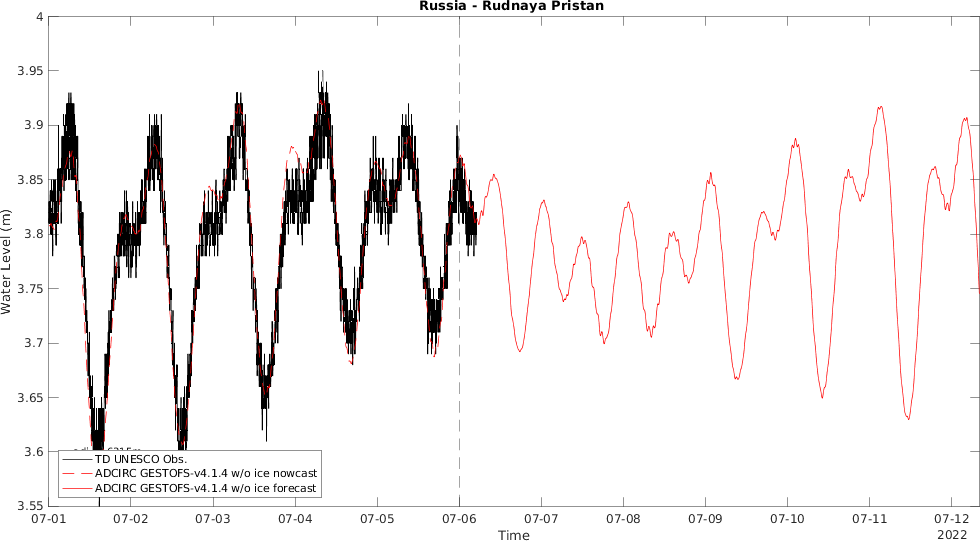 Russia - Rudnaya Pristan
4
3.95
3.9
3.85
3.8
3.75
3.7
3.65
3.6
3.55
Water Level (m)
TD UNESCO Obs.
ADCIRC GESTOFS-v4.1.4 w/o ice nowcast
ADCIRC GESTOFS-v4.1.4 w/o ice forecast
07-01 07-02 07-03 07-04 07-05 07-06 07-07 07-08 07-09 07-10 07-11 07-12
Time 2022